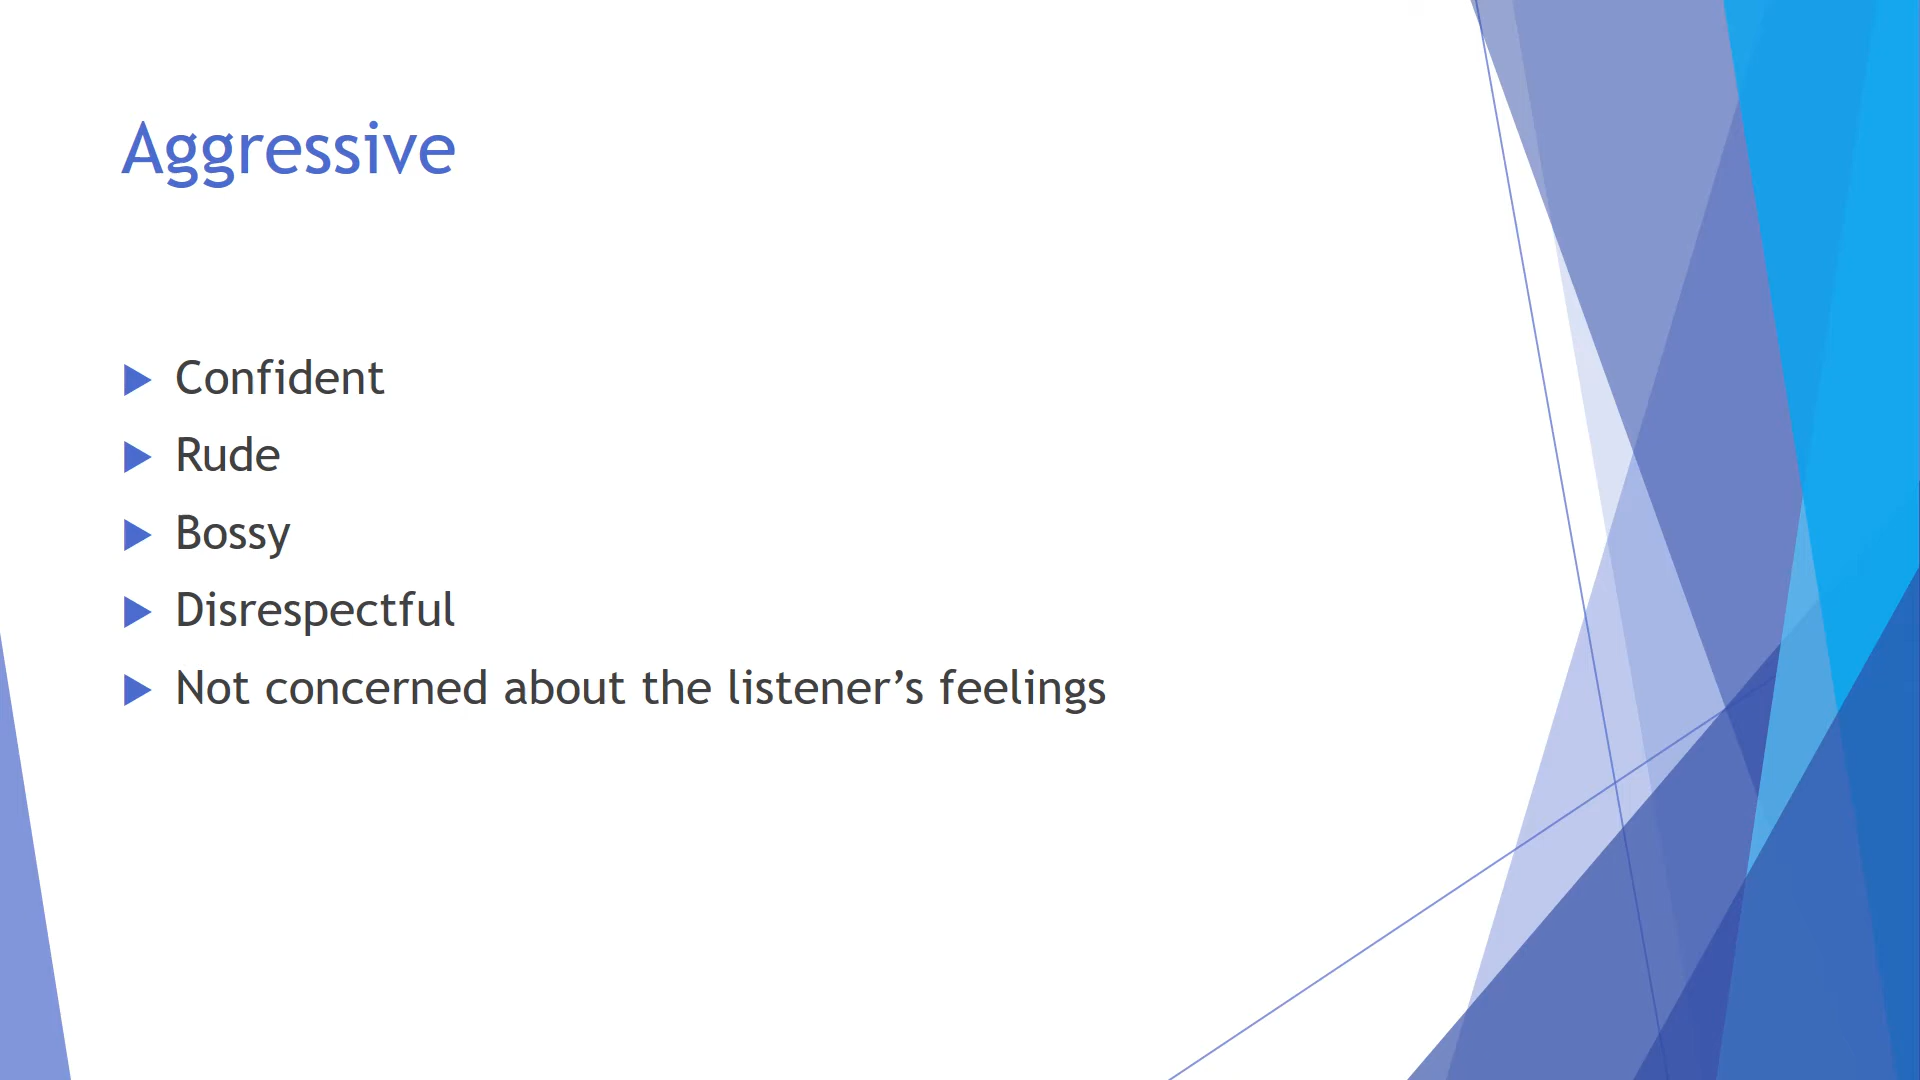 Aggressive
Confident
Rude
Bossy
Disrespectful
Not concerned about the listener’s feelings